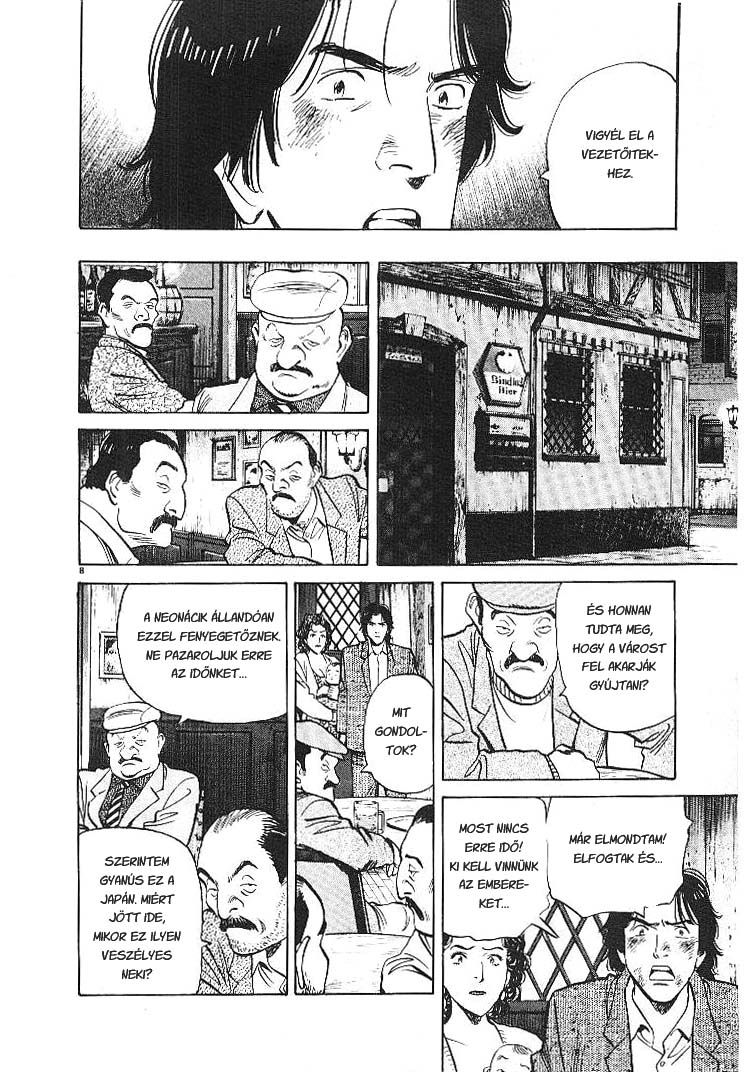 VIGYÉL EL A
VEZETŐITEK-
HEZ.
Binding
Bier
8
ÉS HONNAN
TUDTA MEG,
HOGY A VÁROST
FEL AKARJÁK
GYÚJTANI?
MÁR ELMONDTAM!
ELFOGTAK ÉS...
MOST NINCS
ERRE IDŐ!
KI KELL VINNÜNK
AZ EMBERE-
KET...
MIT
GONDOL-
TOK?
A NEONÁCIK ÁLLANDÓAN
EZZEL FENYEGETŐZNEK.
NE PAZAROLJUK ERRE
AZ IDŐNKET...
SZERINTEM
GYANÚS EZ A
JAPÁN. MIÉRT
JÖTT IDE,
MIKOR EZ ILYEN
VESZÉLYES
NEKI?